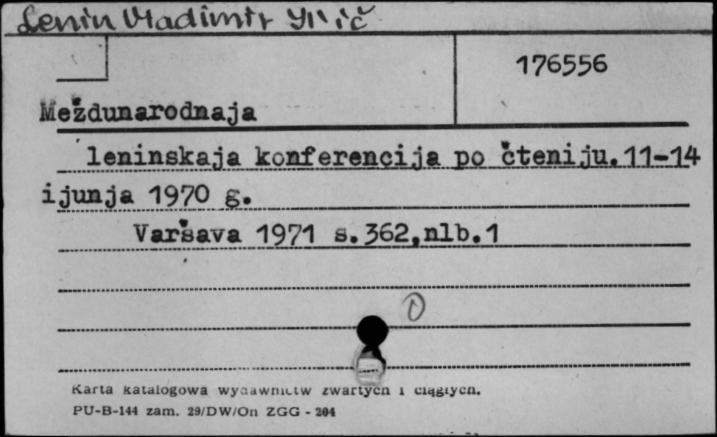 Lenin Vladimir Il'ič
176556
Meždunarodnaja
leninskaja konferencija po čteniju.11-14
ijunja 1970 g.
Varšava 1971 s.362,nlb.1
Karta katalogowa wydawnictw zwartych i ciągłych.
PU-B-144 zam. 29/DW/On ZGG - 204